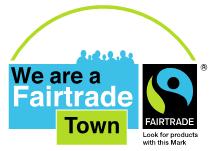 We are a
Fairtrade
Town
®
FAIRTRADE
Look for products
with this Mark